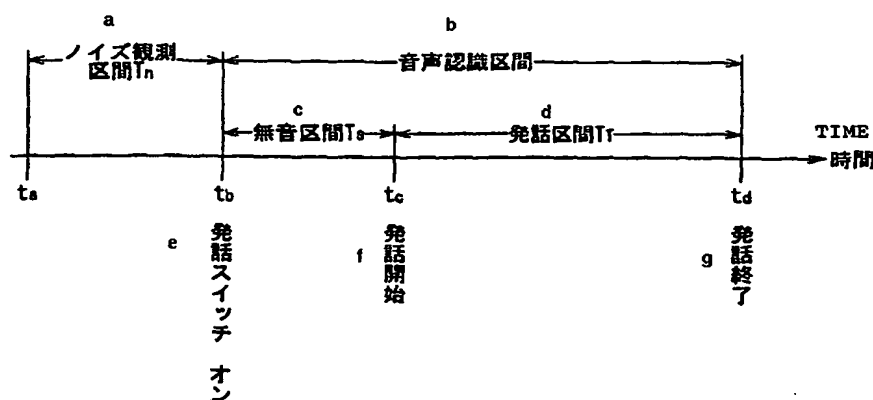 a
b
ノイズ観測
区間Tn
音声認識区間
c
d
無音区間Ts
発話区間Tr
TIME
時間
ta
tb
tc
td
e
発話スイッチ オン
f
発話開始
g
発話終了